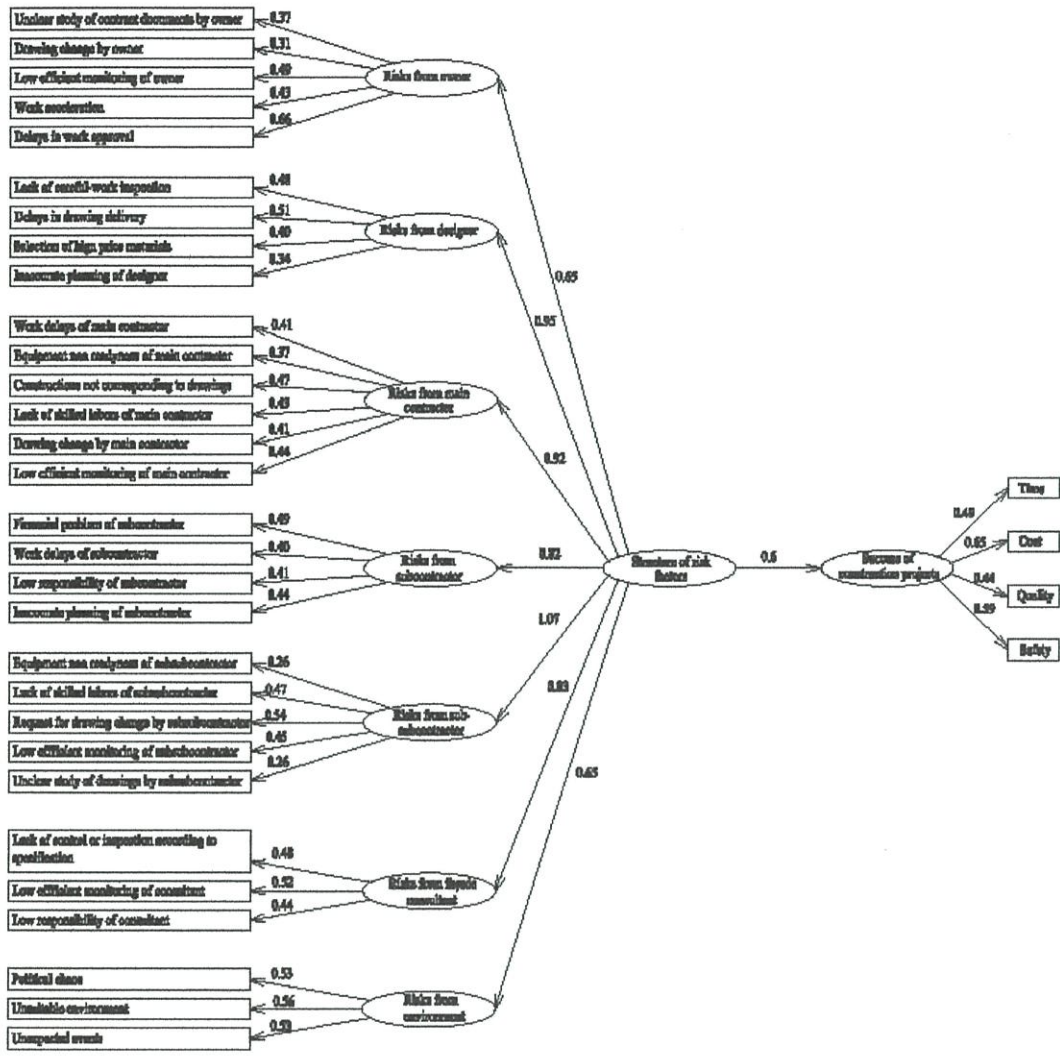 Unclear study of contract documents by owner
0.37
Drawing change by owner
0.31
Low efficient monitoring of owner
0.49
Work acceleration
0.43
Delays in work approval
0.66
Risks from owner
Lack of careful-work inspection
0.48
Delays in drawing delivery
0.51
Selection of high price materials
0.40
Inaccurate planning of designer
0.34
Risks from designer
Work delays of main contractor
0.41
Equipment non readyness of main contractor
0.37
Constructions not corresponding to drawings
0.47
Lack of skilled labors of main contractor
Drawing change by main contractor
0.41
Low efficient monitoring of main contractor
0.44
Risks from main
contractor
Financial problem of subcontractor
0.49
Work delays of subcontractor
0.40
Low responsibility of subcontractor
0.41
Inaccurate planning of subcontractor
0.44
Risks from
subcontractor
Equipment non readyness of subsubcontractor
0.26
Lack of skilled labors of subsubcontractor
0.47
Request for drawing change by subsubcontractor
0.54
Low efficient monitoring of subsubcontractor
0.45
Unclear study of drawings by subsubcontractor
0.26
Risks from sub-
subcontractor
Lack of control or inspection according to
specification
0.48
Low efficient monitoring of consultant
0.52
Low responsibility of consultant
0.44
Risks from façade
consultant
Political chaos
0.53
Unsuitable environment
0.56
Unexpected events
0.53
Risks from
environment
0.65
0.95
0.92
0.82
1.07
0.83
0.65
Structure of risk
factors
0.6
Success of
construction projects
Time
Cost
0.65
Quality
0.44
Safety
0.59